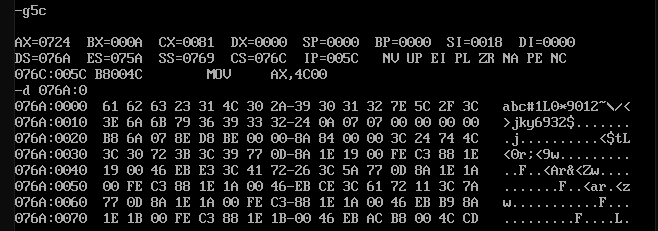 -g5c
AX=0724  BX=000A  CX=0081  DX=0000  SP=0000  BP=0000  SI=0018  DI=0000
DS=076A  ES=075A  SS=0769  CS=076C  IP=005C   NV UP EI PL ZR NA PE NC
076C:005C B8004C        MOV     AX,4C00
-d 076A:0
076A:0000  61 62 63 23 31 4C 30 2A-39 30 31 32 7E 5C 2F 3C   abc#1L0*9012~\/<
076A:0010  3E 6A 6B 79 36 39 33 32-24 0A 07 07 00 00 00 00   >jky6932$.......
076A:0020  B8 6A 07 8E D8 BE 00 00-8A 84 00 00 3C 24 74 4C   .j..........<$tL
076A:0030  3C 30 72 3B 3C 39 77 0D-8A 1E 19 00 FE C3 88 1E   <0r;<9w.........
076A:0040  19 00 46 EB E3 3C 41 72-26 3C 5A 77 0D 8A 1E 1A   ..F..<Ar&<Zw....
076A:0050  00 FE C3 88 1E 1A 00 46-EB CE 3C 61 72 11 3C 7A   .......F..<ar.<z
076A:0060  77 0D 8A 1E 1A 00 FE C3-88 1E 1A 00 46 EB B9 8A   w...........F...
076A:0070  1E 1B 00 FE C3 88 1E 1B-00 46 EB AC B8 00 4C CD   .........F....L.